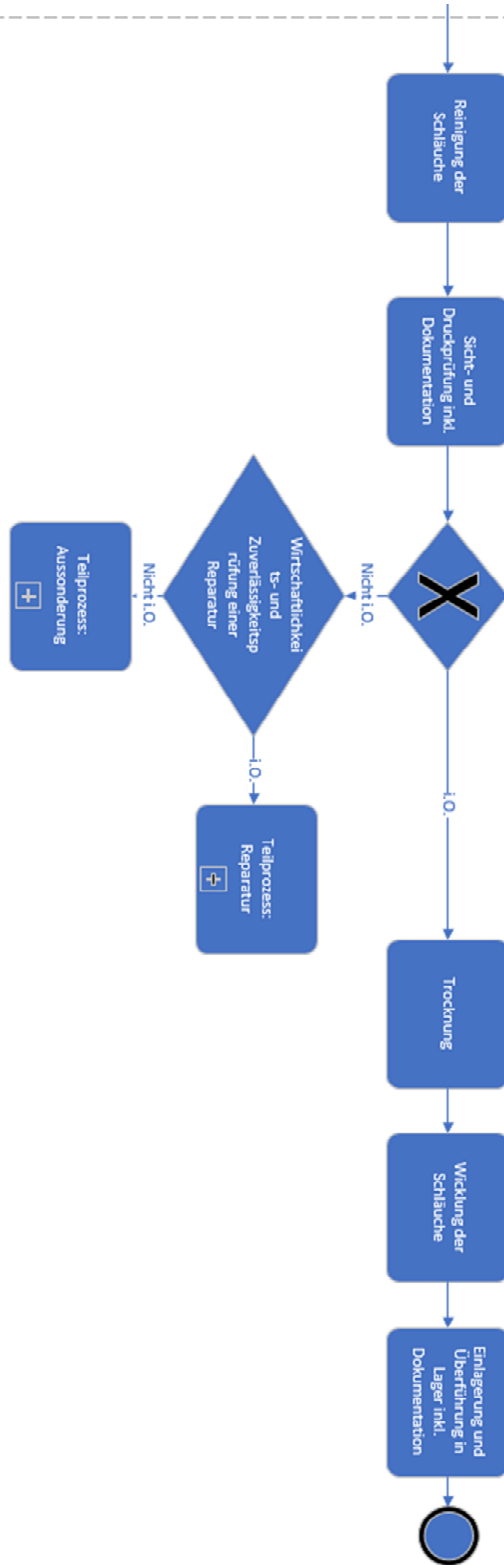 Reinigung der
Schläuche
Sicht- und
Druckprüfung inkl.
Dokumentation
X
Nicht i.O.
i.O.
Wirtschaftlichkei
ts- und
Zuverlässigkeitsp
rüfung einer
Reparatur
Nicht i.O.
i.O.
Teilprozess:
Aussonderung
+
Teilprozess:
Reparatur
+
Trocknung
Wicklung der
Schläuche
Einlagerung und
Überführung in
Lager inkl.
Dokumentation